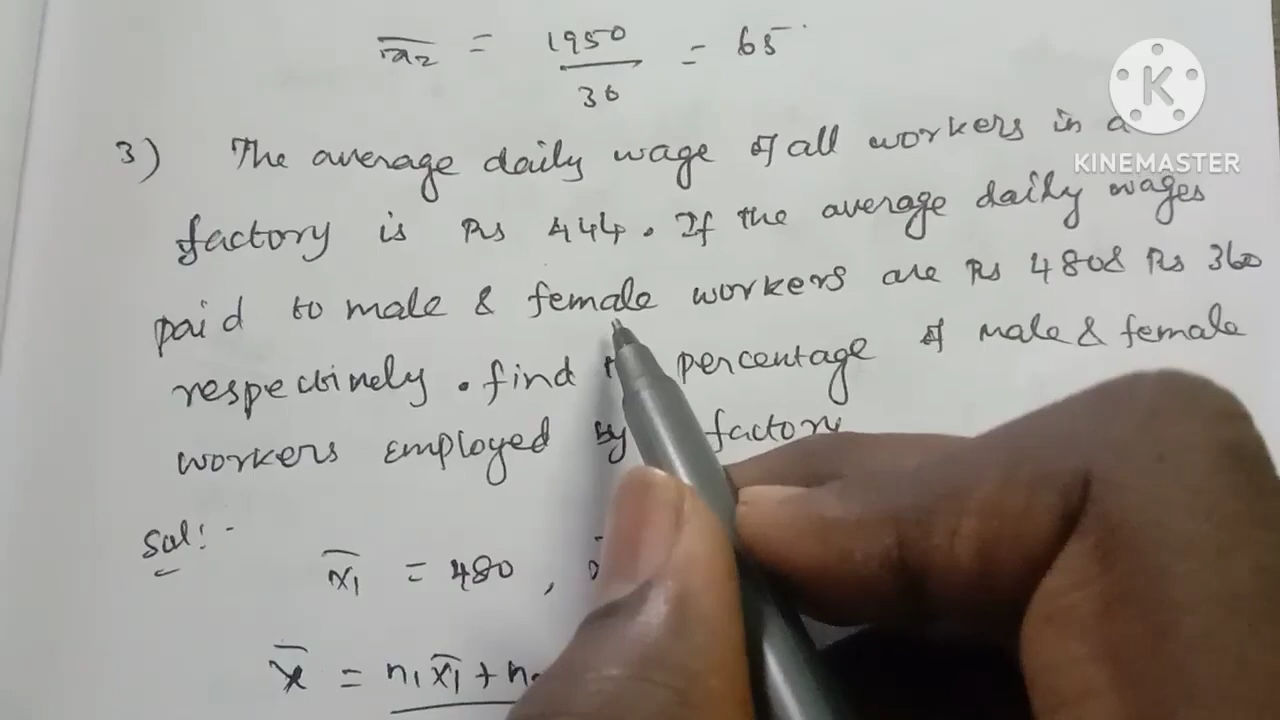 x̄2 = 1950/30 = 65
KINEMASTER
3) The average daily wage of all workers in a
factory is Rs 444. If the average daily wages
paid to male & female workers are Rs 480& Rs 360
respectively. find percentage of male & female
workers employed by factory
Sol:-
x̄1 = 480,
x̄ = n1x̄1 + n2